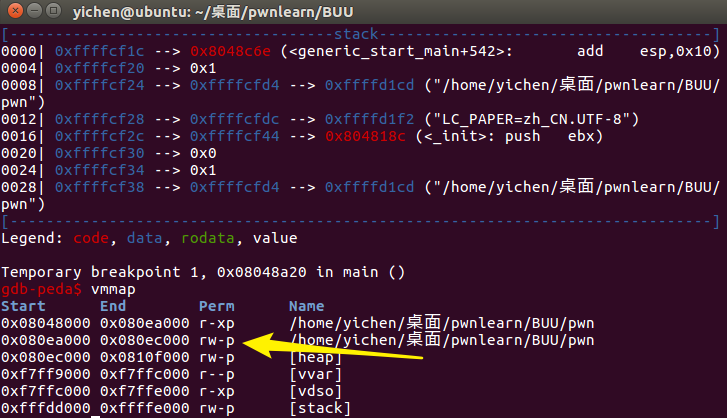 yichen@ubuntu: ~/桌面/pwnlearn/BUU
[------------------------------------stack-------------------------------------]
0000| 0xffffcf1c --> 0x8048c6e (<generic_start_main+542>:	add    esp,0x10)
0004| 0xffffcf20 --> 0x1
0008| 0xffffcf24 --> 0xffffcfd4 --> 0xffffd1cd ("/home/yichen/桌面/pwnlearn/BUU/
pwn")
0012| 0xffffcf28 --> 0xffffcfdc --> 0xffffd1f2 ("LC_PAPER=zh_CN.UTF-8")
0016| 0xffffcf2c --> 0xffffcf44 --> 0x804818c (<_init>:	push   ebx)
0020| 0xffffcf30 --> 0x0
0024| 0xffffcf34 --> 0x1
0028| 0xffffcf38 --> 0xffffcfd4 --> 0xffffd1cd ("/home/yichen/桌面/pwnlearn/BUU/
pwn")
[------------------------------------------------------------------------------]
Legend: code, data, rodata, value
Temporary breakpoint 1, 0x08048a20 in main ()
gdb-peda$ vmmap
Start      End        Perm	Name
0x08048000 0x080ea000 r-xp	/home/yichen/桌面/pwnlearn/BUU/pwn
0x080ea000 0x080ec000 rw-p	/home/yichen/桌面/pwnlearn/BUU/pwn
0x080ec000 0x0810f000 rw-p	[heap]
0xf7ff9000 0xf7ffc000 r--p	[vvar]
0xf7ffc000 0xf7ffe000 r-xp	[vdso]
0xfffdd000 0xffffe000 rw-p	[stack]